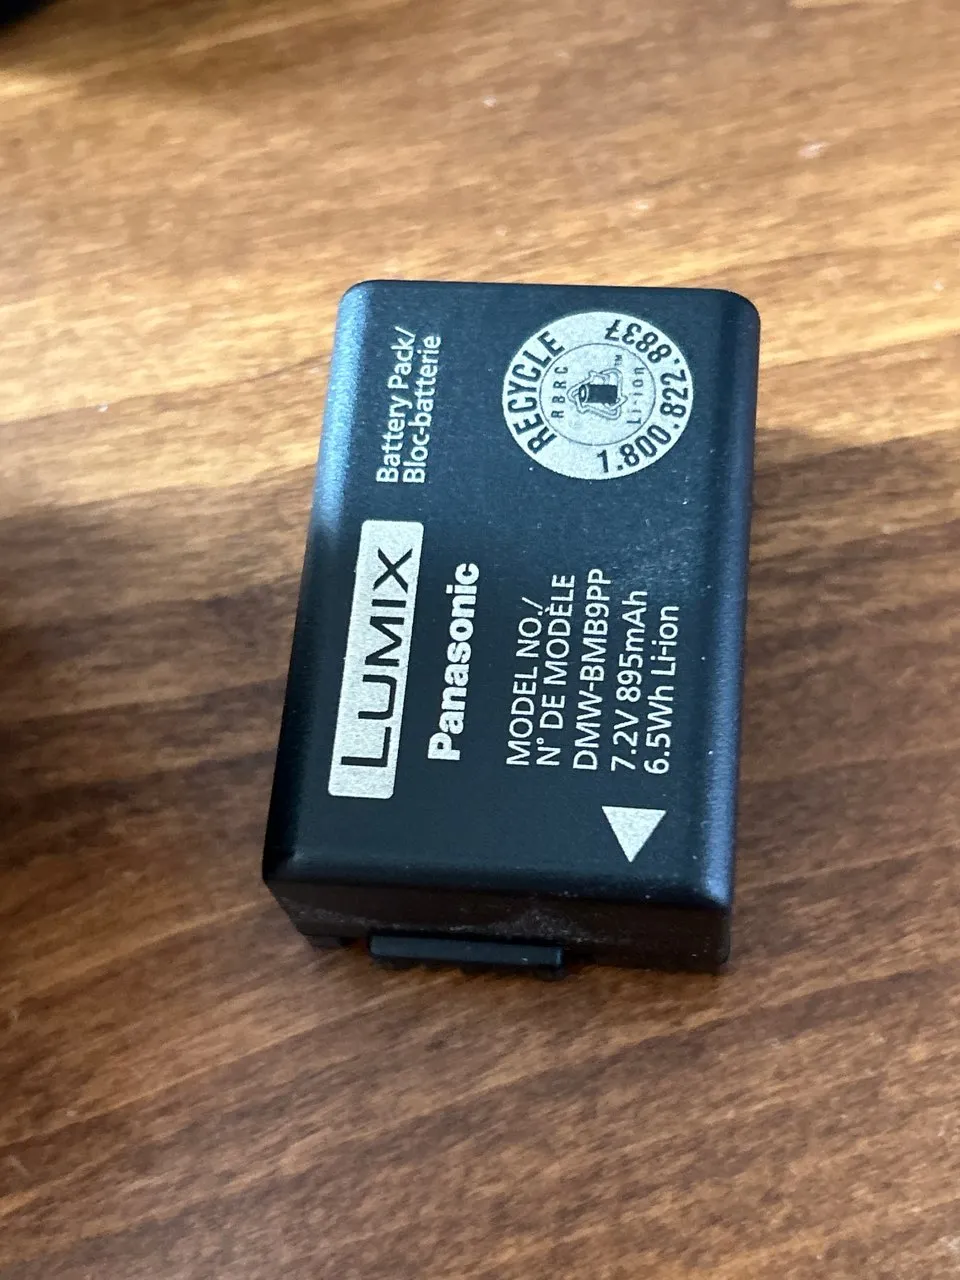 LUMIX
Battery Pack/
Bloc-batterie
Panasonic
MODEL NO./
N° DE MODÈLE
DMW-BMB9PP
7.2V 895mAh
6.5Wh Li-ion
RECYCLE
1.800.822.8837
RBRC
Li-ion
TM